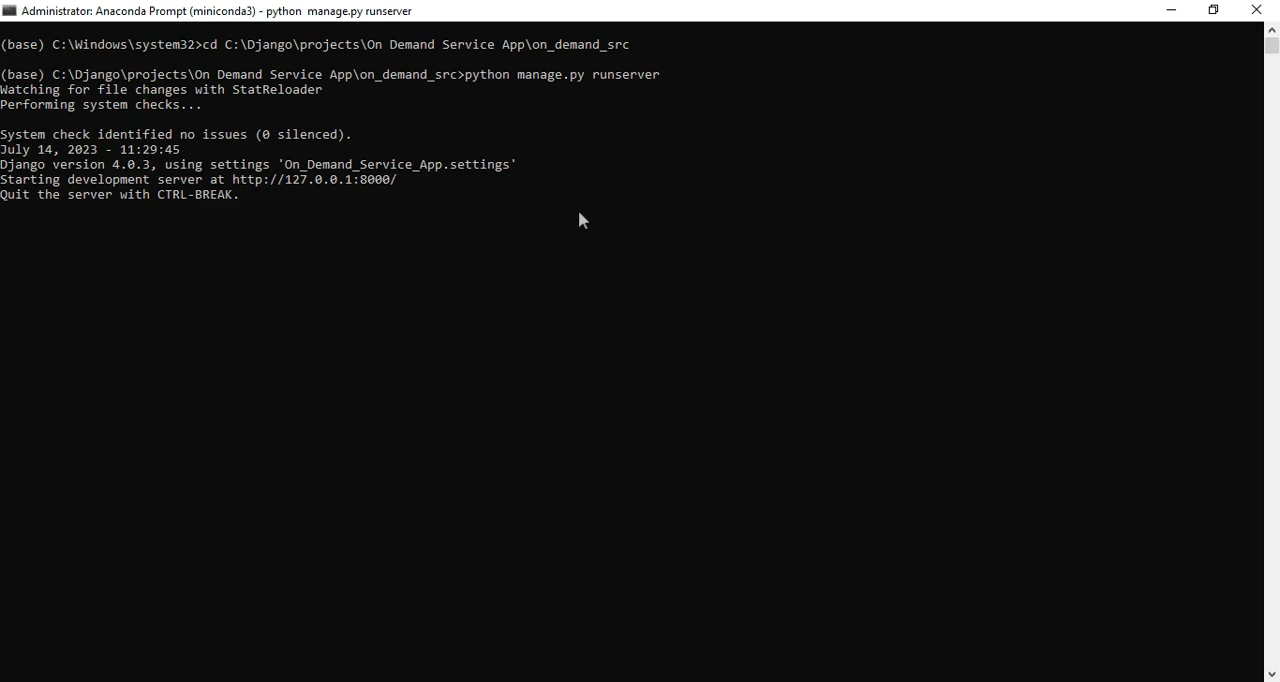 Administrator: Anaconda Prompt (miniconda3) - python  manage.py runserver
(base) C:\Windows\system32>cd C:\Django\projects\On Demand Service App\on_demand_src
(base) C:\Django\projects\On Demand Service App\on_demand_src>python manage.py runserver
Watching for file changes with StatReloader
Performing system checks...
System check identified no issues (0 silenced).
July 14, 2023 - 11:29:45
Django version 4.0.3, using settings 'On_Demand_Service_App.settings'
Starting development server at http://127.0.0.1:8000/
Quit the server with CTRL-BREAK.